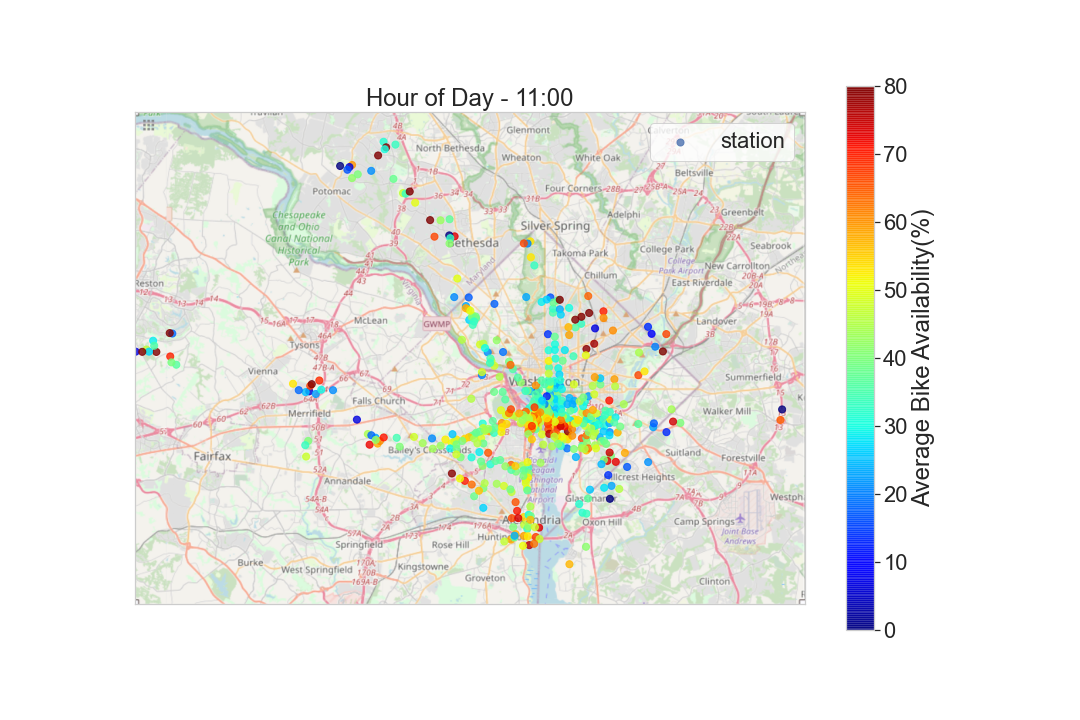 Hour of Day - 11:00
station
Glenmont
North Bethesda
Wheaton
White Oak
Beltsville
Potomac
Four Corners
Chesapeake
and Ohio
Canal National
Historical
Park
Adelphi
Greenbelt
Silver Spring
Bethesda
Takoma Park
College Park
College
Park Airport
Seabrook
New Carrollton
Chillum
East Riverdale
Reston
Maryland
McLean
GWMP
Landover
Tysons
Vienna
Washington
Summerfield
Falls Church
Merrifield
Walker Mill
Bailey's Crossroads
Fairfax
Suitland
Forestville
Annandale
Hillcrest Heights
Oxon Hill
Camp Springs
Joint Base
Andrews
Alexandria
Springfield
Rose Hill
Burke
West Springfield
Kingstowne
Groveton
Clinton
80
70
60
50
40
30
20
10
0
Average Bike Availability(%)